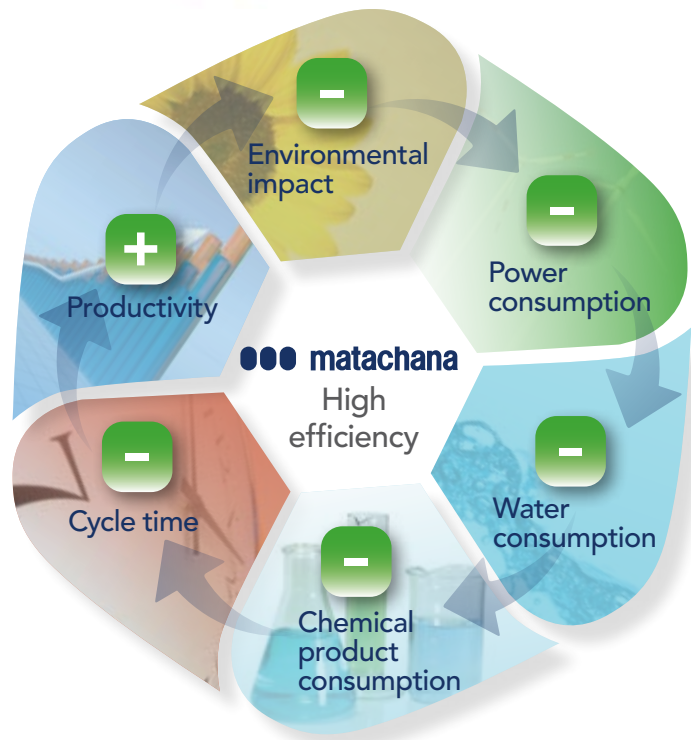 -
Environmental
impact
-
Power
consumption
-
Water
consumption
-
Chemical
product
consumption
-
Cycle time
+
Productivity
matachana
High
efficiency